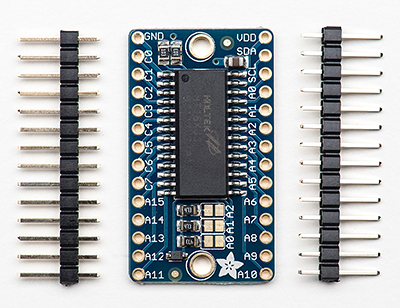 GND VDD
C0 SDA
C1 SCL
C2 A0
C3 A1
C4 A2
C5 A3
C6 A4
C7 A5
A15 A6
A14 A7
A13 A8
A12 A9
A11 A10
HOLTEK
A0 A1 A2